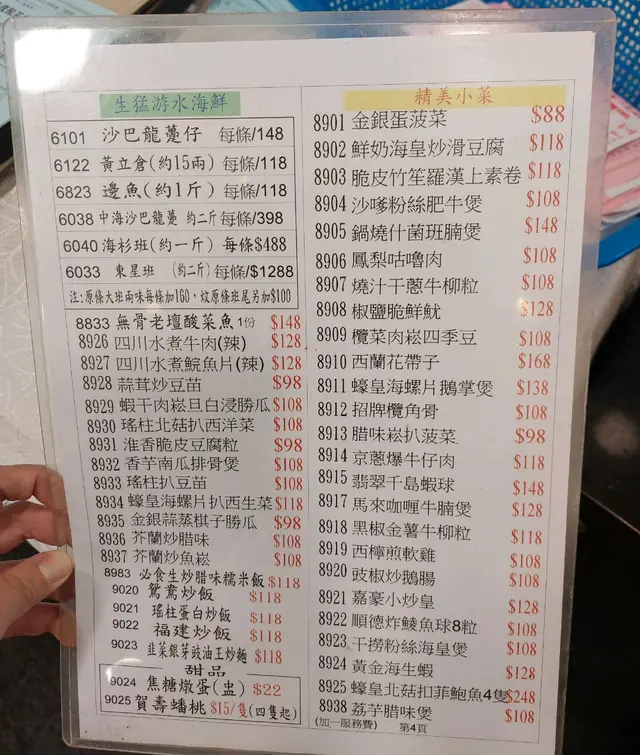 生猛游水海鮮
6101 沙巴龍躉仔 每條/148
6122 黃立倉(約15兩) 每條/118
6823 邊魚(約1斤) 每條/118
6038 中海沙巴龍躉 約二斤 每條/398
6040 海杉班(約一斤) 每條$488
6033 東星班 (約二斤) 每條/$1288
注:原條大班兩味每條加160，炆原條班尾另加$100
8833 無骨老壇酸菜魚 1份 $148
8926 四川水煮牛肉(辣) $128
8927 四川水煮鯇魚片(辣) $128
8928 蒜茸炒豆苗 $98
8929 蝦干肉崧旦白浸勝瓜 $108
8930 瑤柱北菇扒西洋菜 $108
8931 淮香脆皮豆腐粒 $98
8932 香芋南瓜排骨煲 $108
8933 瑤柱扒豆苗 $108
8934 蠔皇海螺片扒西生菜 $118
8935 金銀蒜蒸棋子勝瓜 $98
8936 芥蘭炒腊味 $108
8937 芥蘭炒魚崧 $108
8983 必食生炒腊味糯米飯 $118
9020 鴛鴦炒飯 $118
9021 瑤柱蛋白炒飯 $118
9022 福建炒飯 $118
9023 韭菜銀芽豉油王炒麵 $118
甜品
9024 焦糖燉蛋(盅) $22
9025 賀壽蟠桃 $15/隻(四隻起)
精美小菜
8901 金銀蛋菠菜 $88
8902 鮮奶海皇炒滑豆腐 $118
8903 脆皮竹笙羅漢上素卷 $118
8904 沙嗲粉絲肥牛煲 $108
8905 鍋燒什菌班腩煲 $148
8906 鳳梨咕嚕肉 $108
8907 燒汁干蔥牛柳粒 $108
8908 椒鹽脆鮮魷 $128
8909 欖菜肉崧四季豆 $108
8910 西蘭花帶子 $168
8911 蠔皇海螺片鵝掌煲 $138
8912 招牌欖角骨 $108
8913 腊味崧扒菠菜 $98
8914 京蔥爆牛仔肉 $118
8915 翡翠千島蝦球 $148
8917 馬來咖喱牛腩煲 $128
8918 黑椒金薯牛柳粒 $118
8919 西檸煎軟雞 $108
8920 豉椒炒鵝腸 $108
8921 嘉豪小炒皇 $128
8922 順德炸鯪魚球8粒 $108
8923 干撈粉絲海皇煲 $108
8924 黃金海生蝦 $128
8925 蠔皇北菇扣菲鮑魚4隻 $248
8938 荔芋腊味煲 $108
(加一服務費) 第4頁